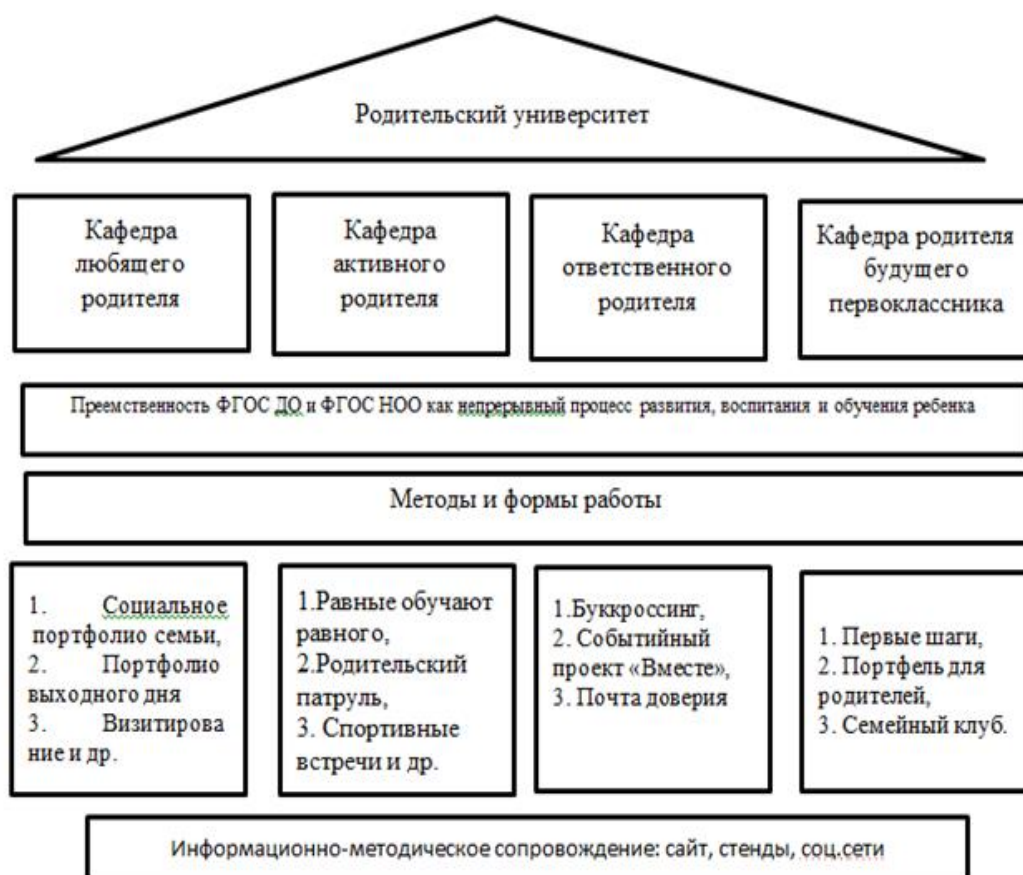 Родительский университет
Кафедра
любящего
родителя
Кафедра
активного
родителя
Кафедра
ответственного
родителя
Кафедра родителя
будущего
первоклассника
Преемственность ФГОС ДО и ФГОС НОО как непрерывный процесс развития, воспитания и обучения ребенка
Методы и формы работы
1. Социальное
портфолио семьи,
2. Портфолио
выходного дня
3. Визитирова
ние и др.
1.Равные обучают
равного,
2.Родительский
патруль,
3. Спортивные
встречи и др.
1.Буккроссинг,
2. Событийный
проект «Вместе»,
3. Почта доверия
1. Первые шаги,
2. Портфель для
родителей,
3. Семейный клуб.
Информационно-методическое сопровождение: сайт, стенды, соц.сети